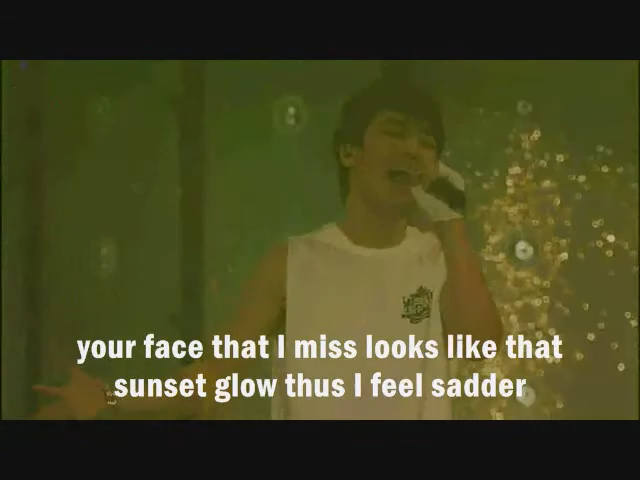 your face that I miss looks like that
sunset glow thus I feel sadder